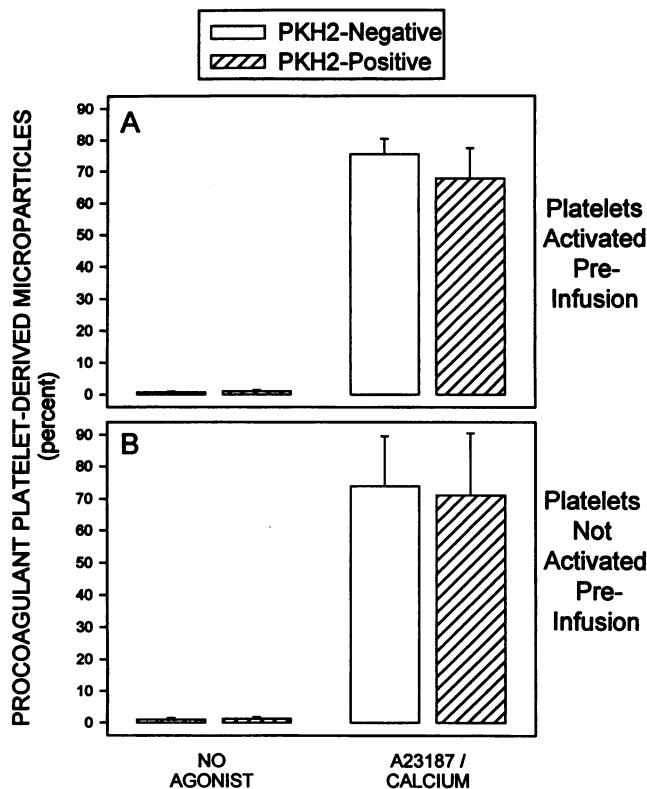 PKH2-Negative
PKH2-Positive
PROCOAGULANT PLATELET-DERIVED MICROPARTICLES
(percent)
A
90
80
70
60
50
40
30
20
10
0
Platelets
Activated
Pre-
Infusion
B
90
80
70
60
50
40
30
20
10
0
Platelets
Not
Activated
Pre-
Infusion
NO
AGONIST
A23187 /
CALCIUM